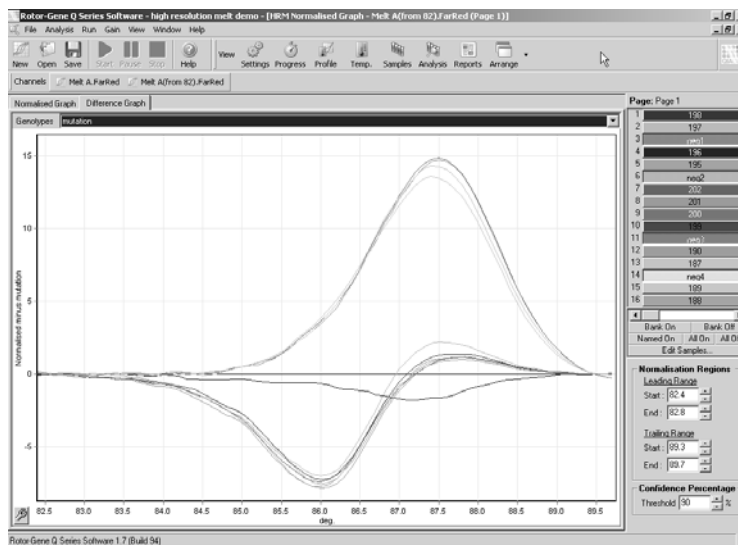 Rotor-Gene Q Series Software - high resolution melt demo - [HRM Normalised Graph - Melt A(from 82).FarRed (Page 1)]
File Analysis Run Gain View Window Help
New Open Save Start Pause Stop Help View Settings Progress Profile Temp. Samples Analysis Reports Arrange
Channels Melt A.FarRed Melt A(from 82).FarRed
Normalised Graph Difference Graph
Genotypes mutation
Normalised minus mutation
15
10
5
0
-5
82.5 83.0 83.5 84.0 84.5 85.0 85.5 86.0 86.5 87.0 87.5 88.0 88.5 89.0 89.5
deg.
Page: Page 1
1 198
2 197
3 neg1
4 196
5 195
6 neg2
7 202
8 201
9 200
10 199
11 neg3
12 190
13 187
14 neg4
15 189
16 188
Bank On Bank Off
Named On All On All Of
Edit Samples...
Normalisation Regions
Leading Range
Start: 82.4
End: 82.8
Trailing Range
Start: 89.3
End: 89.7
Confidence Percentage
Threshold 90 %
Rotor-Gene Q Series Software 1.7 (Build 94)